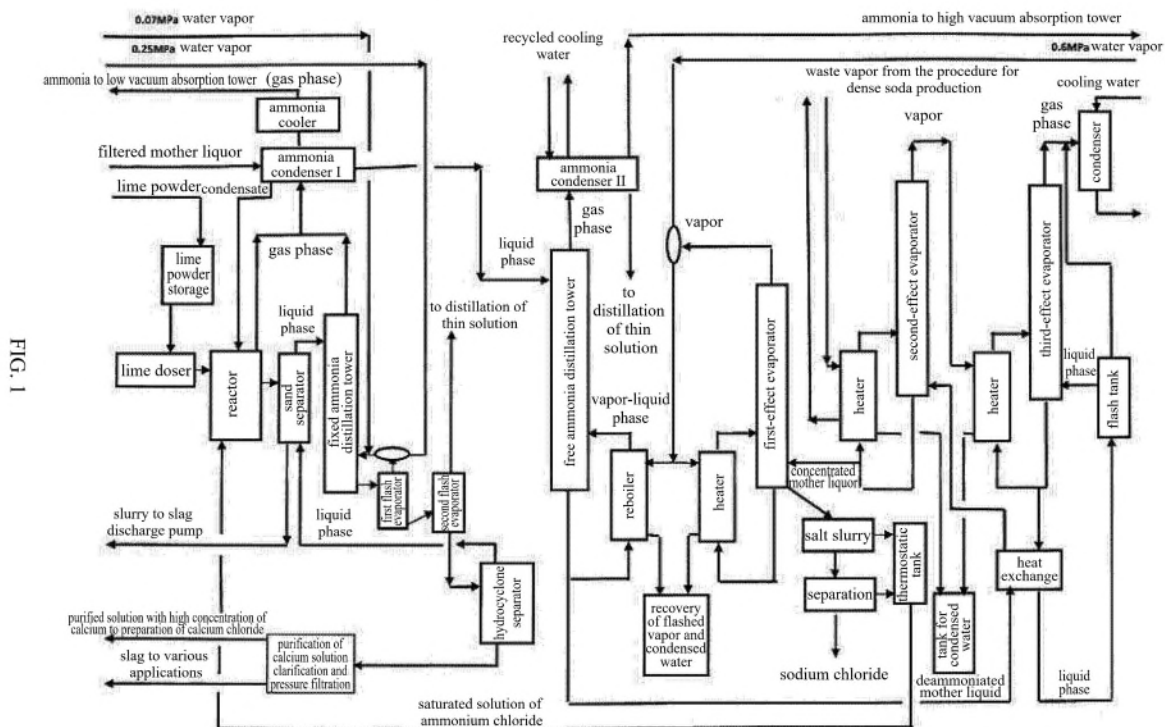 0.07MPa water vapor
0.25MPa water vapor
ammonia to low vacuum absorption tower
(gas phase)
ammonia
cooler
filtered mother liquor
ammonia
condenser I
lime powder
condensate
gas phase
lime
powder
storage
liquid
phase
to distillation of
thin solution
lime doser
reactor
sand
separator
fixed ammonia
distillation tower
first flash
evaporator
second flash
evaporator
slurry to slag
discharge pump
liquid
phase
hydrocyclone
separator
purified solution with high concentration of
calcium to preparation of calcium chloride
slag to various
applications
purification of
calcium solution
clarification and
pressure filtration
saturated solution of
ammonium chloride
recycled cooling
water
ammonia to high vacuum absorption tower
0.6MPa water vapor
waste vapor from the procedure for
dense soda production
cooling water
vapor
gas
phase
condenser
ammonia
condenser II
gas
phase
vapor
liquid
phase
to
distillation
of thin
solution
free ammonia distillation tower
vapor-liquid
phase
first-effect evaporator
second-effect evaporator
third-effect evaporator
heater
heater
liquid
phase
flash tank
reboiler
heater
concentrated
mother liquor
salt slurry
thermostatic
tank
separation
recovery
of flashed
vapor and
condensed
water
sodium chloride
tank for
condensed
water
heat
exchange
deammoniated
mother liquid
liquid
phase
FIG. 1